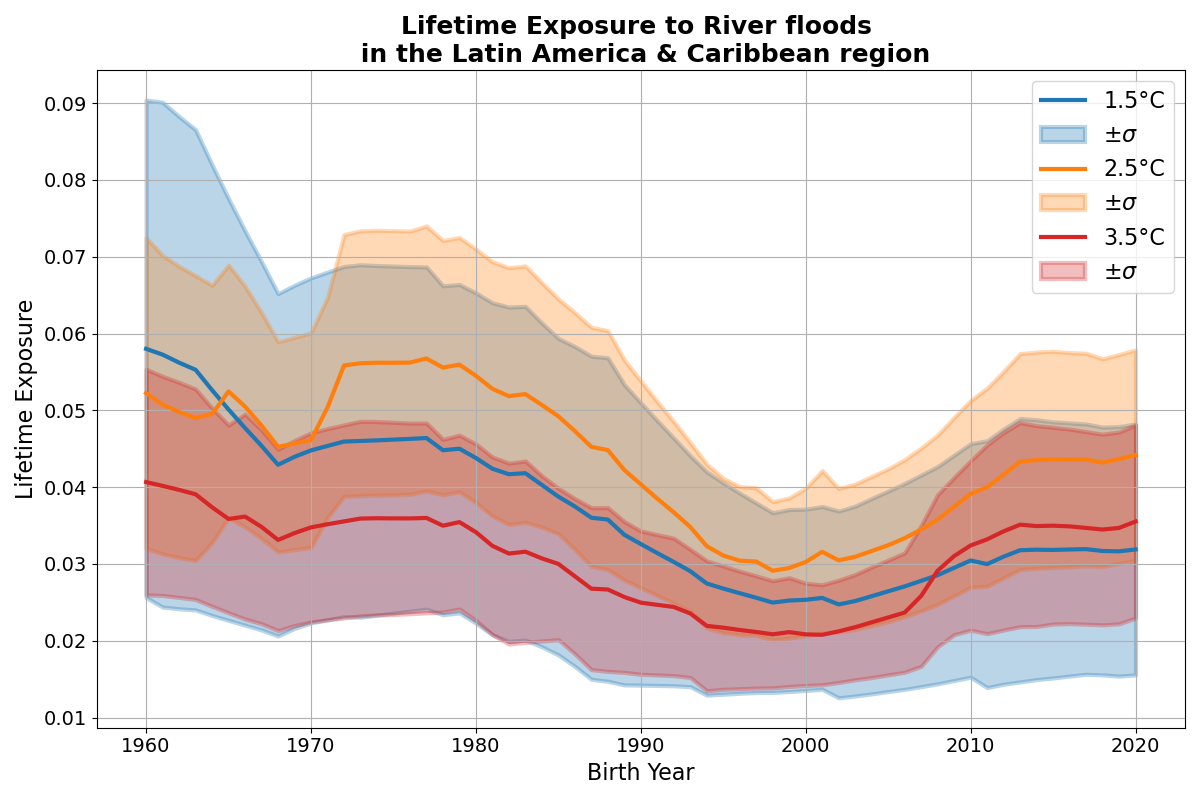 Lifetime Exposure to River floods
in the Latin America & Caribbean region
Lifetime Exposure
0.09
0.08
0.07
0.06
0.05
0.04
0.03
0.02
0.01
1.5°C
±σ
2.5°C
±σ
3.5°C
±σ
1960 1970 1980 1990 2000 2010 2020
Birth Year